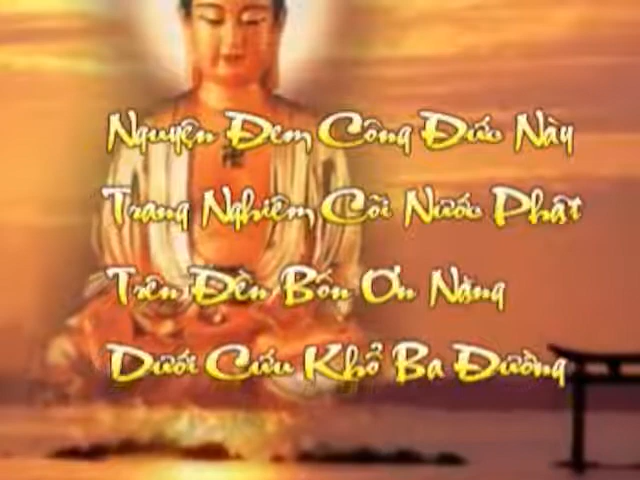 Nguyện Đem Công Đức Này
Trang Nghiêm Cõi Nước Phật
Trên Đền Bốn Ơn Nặng
Dưới Cứu Khổ Ba Đường